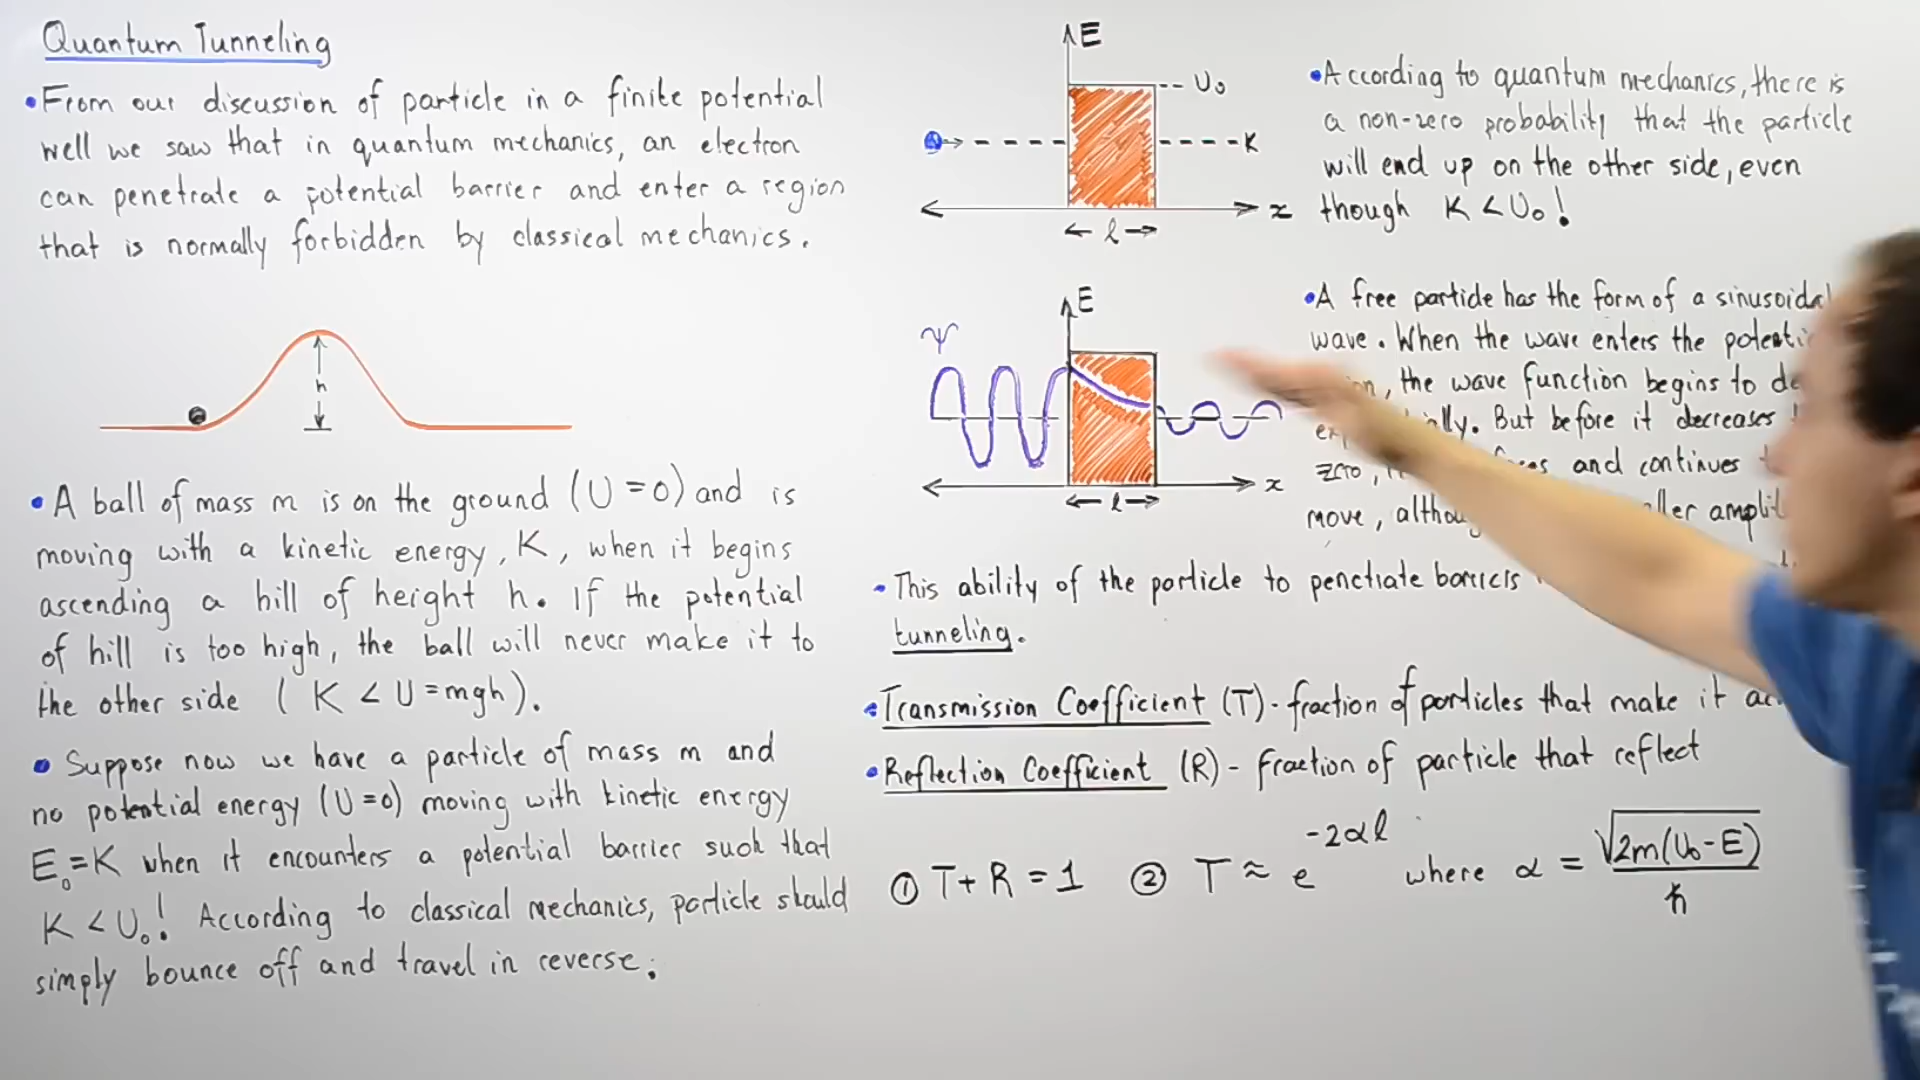 Quantum Tunneling
• From our discussion of particle in a finite potential
well we saw that in quantum mechanics, an electron
can penetrate a potential barrier and enter a region
that is normally forbidden by classical mechanics.
h
• A ball of mass m is on the ground (U = 0) and is
moving with a kinetic energy, K, when it begins
ascending a hill of height h. If the potential
of hill is too high, the ball will never make it to
the other side (K < U = mgh).
• Suppose now we have a particle of mass m and
no potential energy (U = 0) moving with kinetic energy
E₀ = K when it encounters a potential barrier such that
K < U₀! According to classical mechanics, particle should
simply bounce off and travel in reverse.
E
U₀
K
x
← l →
• According to quantum mechanics, there is
a non-zero probability that the particle
will end up on the other side, even
though K < U₀!
E
ψ
x
← l →
• A free particle has the form of a sinusoidal
wave. When the wave enters the
the wave function begins to
But before it decreases
zero, and continues
move,
• This ability of the particle to penetrate barriers
tunneling.
• Transmission Coefficient (T) - fraction of particles that make it
• Reflection Coefficient (R) - fraction of particle that reflect
① T + R = 1 ② T ≈ e^(-2αl) where α = √(2m(U₀-E)) / ħ